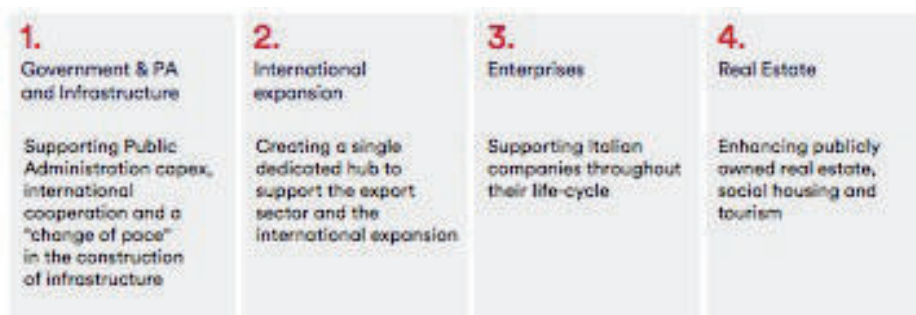 1.
Government & PA
and Infrastructure
Supporting Public
Administration capex,
international
cooperation and a
"change of pace"
in the construction
of infrastructure
2.
International
expansion
Creating a single
dedicated hub to
support the export
sector and the
international expansion
3.
Enterprises
Supporting Italian
companies throughout
their life-cycle
4.
Real Estate
Enhancing publicly
owned real estate,
social housing and
tourism